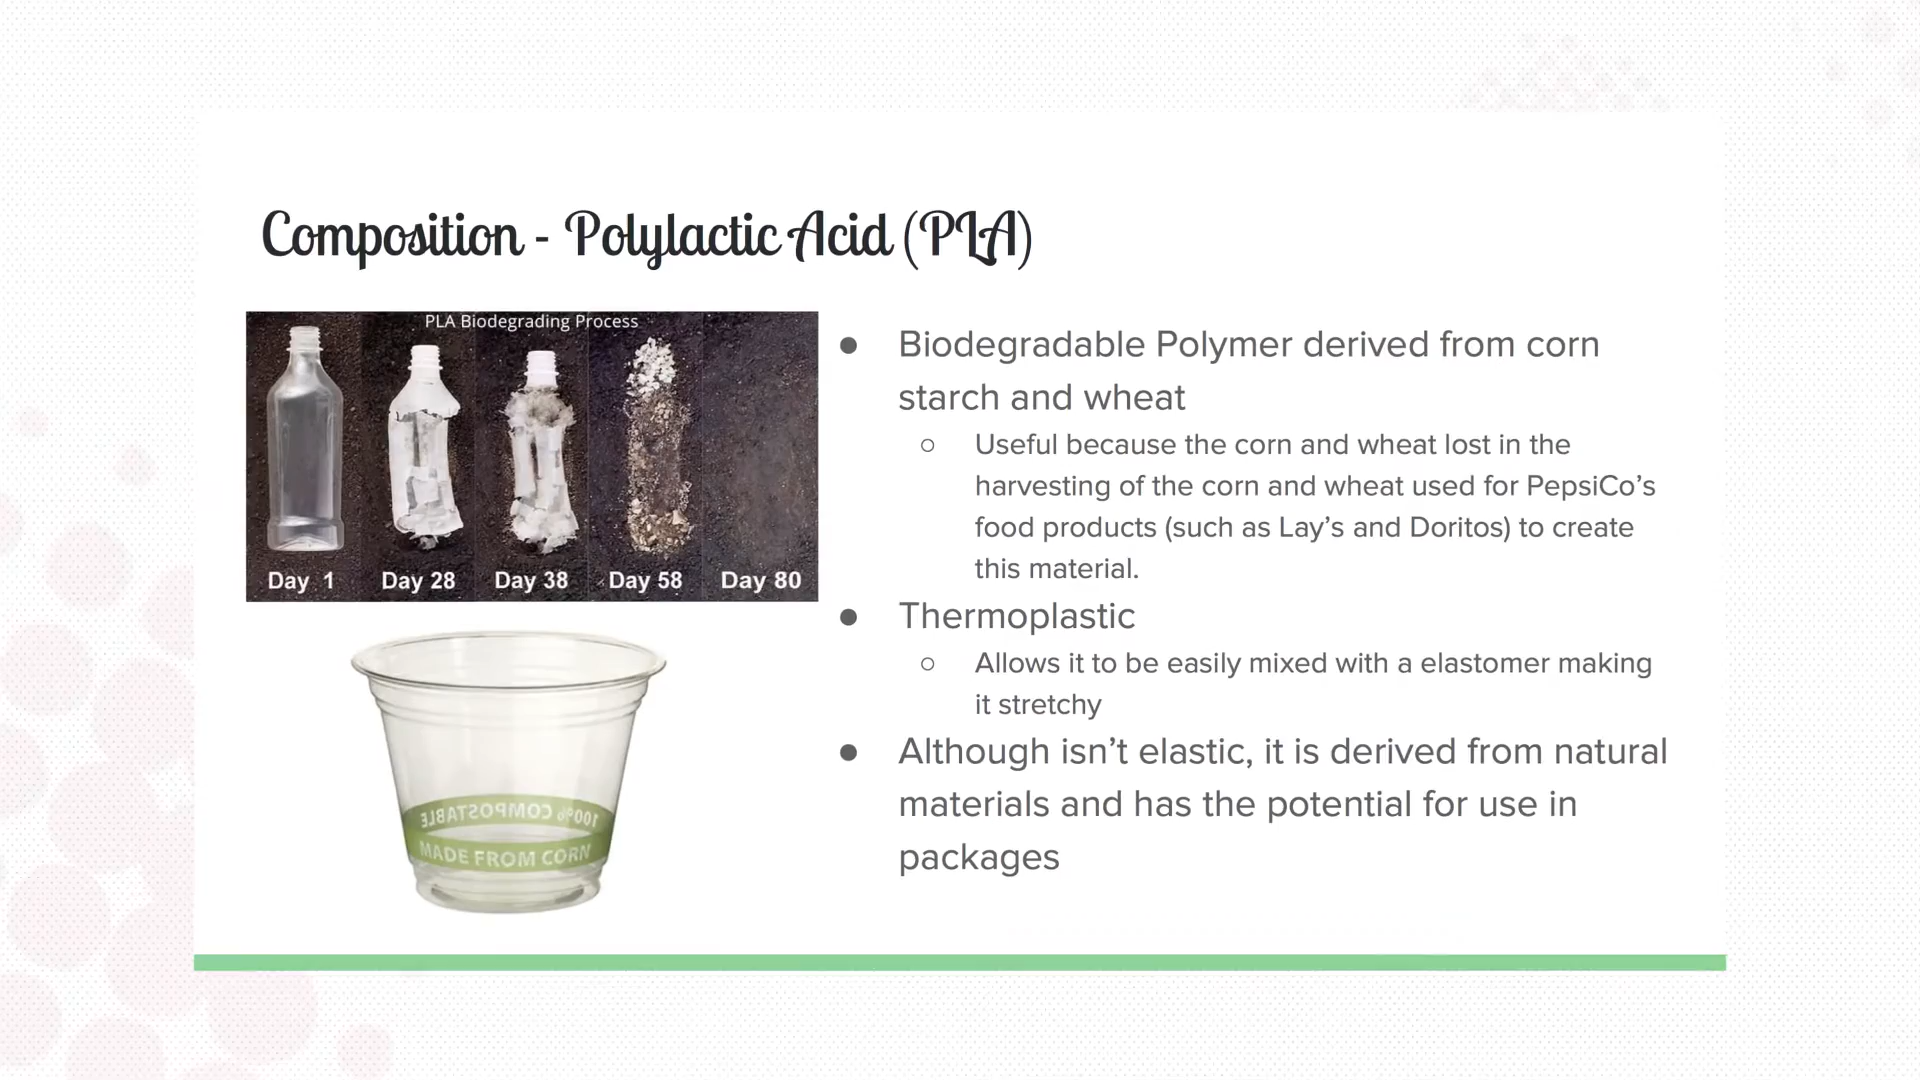 Composition - Polylactic Acid (PLA)
PLA Biodegrading Process
Day 1
Day 28
Day 38
Day 58
Day 80
100% COMPOSTABLE
MADE FROM CORN
● Biodegradable Polymer derived from corn
starch and wheat
○ Useful because the corn and wheat lost in the
harvesting of the corn and wheat used for PepsiCo’s
food products (such as Lay’s and Doritos) to create
this material.
● Thermoplastic
○ Allows it to be easily mixed with a elastomer making
it stretchy
● Although isn’t elastic, it is derived from natural
materials and has the potential for use in
packages